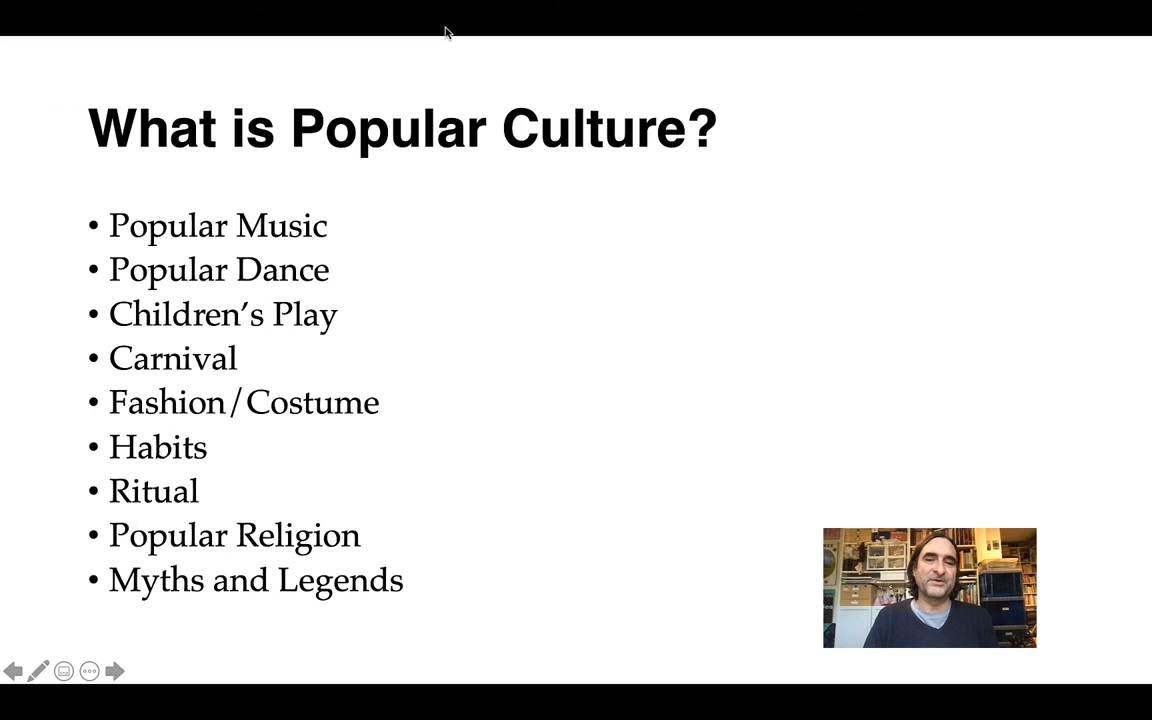 What is Popular Culture?
• Popular Music
• Popular Dance
• Children’s Play
• Carnival
• Fashion/Costume
• Habits
• Ritual
• Popular Religion
• Myths and Legends